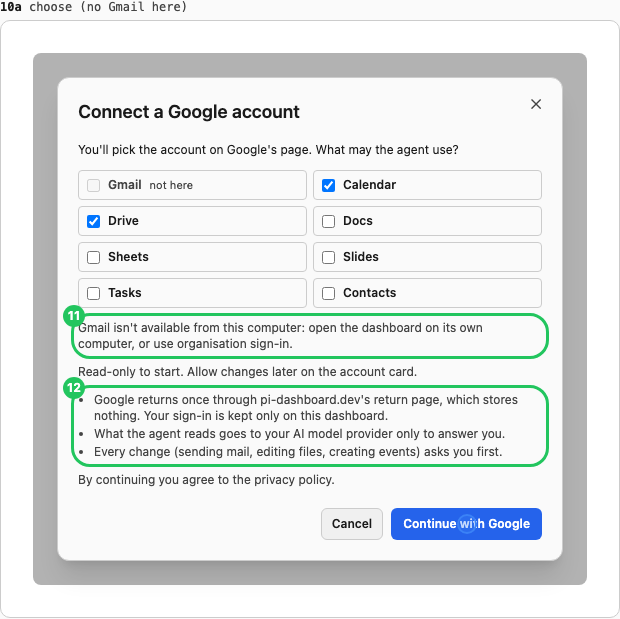 10a choose (no Gmail here)
Connect a Google account
You'll pick the account on Google's page. What may the agent use?
Gmail not here
Calendar
Drive
Docs
Sheets
Slides
Tasks
Contacts
11
Gmail isn't available from this computer: open the dashboard on its own
computer, or use organisation sign-in.
Read-only to start. Allow changes later on the account card.
12
• Google returns once through pi-dashboard.dev's return page, which stores
nothing. Your sign-in is kept only on this dashboard.
• What the agent reads goes to your AI model provider only to answer you.
• Every change (sending mail, editing files, creating events) asks you first.
By continuing you agree to the privacy policy.
Cancel
Continue with Google